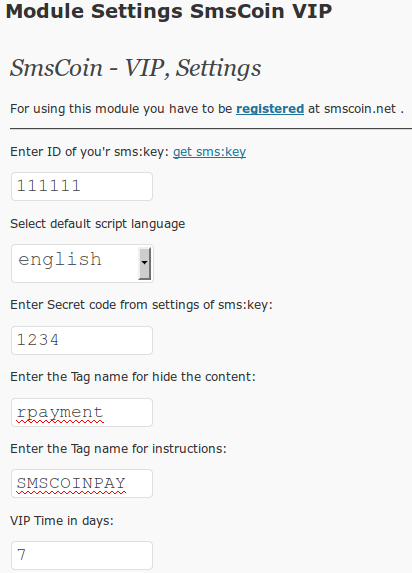 Module Settings SmsCoin VIP
SmsCoin - VIP, Settings
For using this module you have to be registered at smscoin.net .
Enter ID of you'r sms:key: get sms:key
111111
Select default script language
english
Enter Secret code from settings of sms:key:
1234
Enter the Tag name for hide the content:
rpayment
Enter the Tag name for instructions:
SMSCOINPAY
VIP Time in days:
7